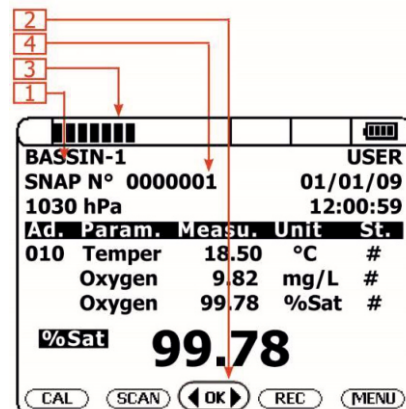 2
4
3
1
BASSIN-1 USER
SNAP N° 0000001 01/01/09
1030 hPa 12:00:59
Ad. Param. Measu. Unit St.
010 Temper 18.50 °C #
Oxygen 9.82 mg/L #
Oxygen 99.78 %Sat #
%Sat 99.78
CAL SCAN OK REC MENU